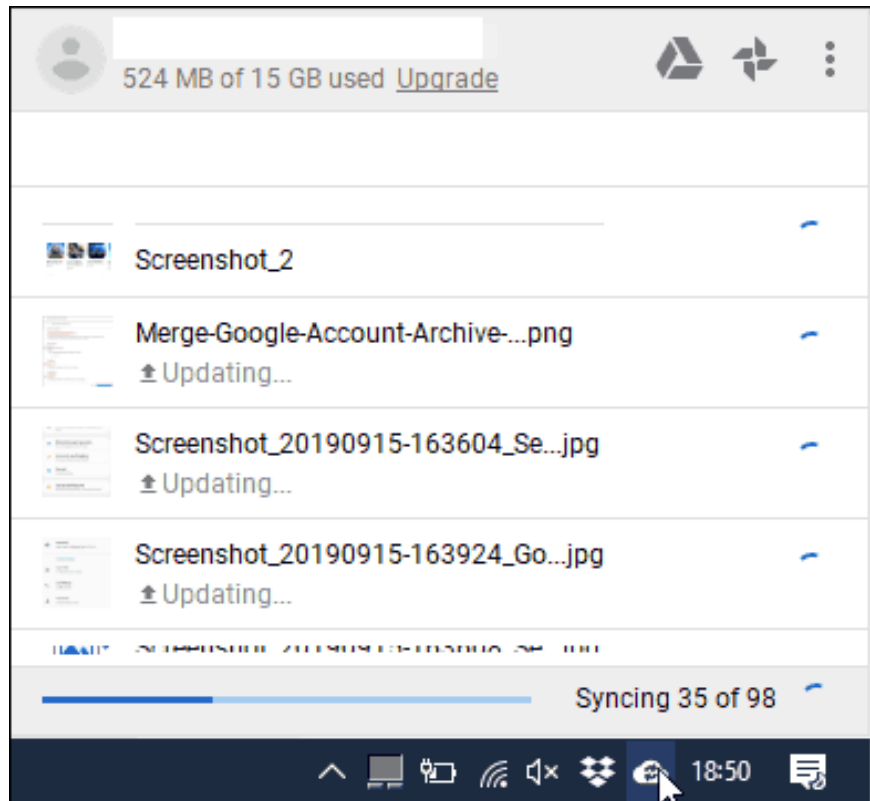 524 MB of 15 GB used Upgrade
Screenshot_2
Merge-Google-Account-Archive-...png
Updating...
Screenshot_20190915-163604_Se...jpg
Updating...
Screenshot_20190915-163924_Go...jpg
Updating...
Syncing 35 of 98
18:50